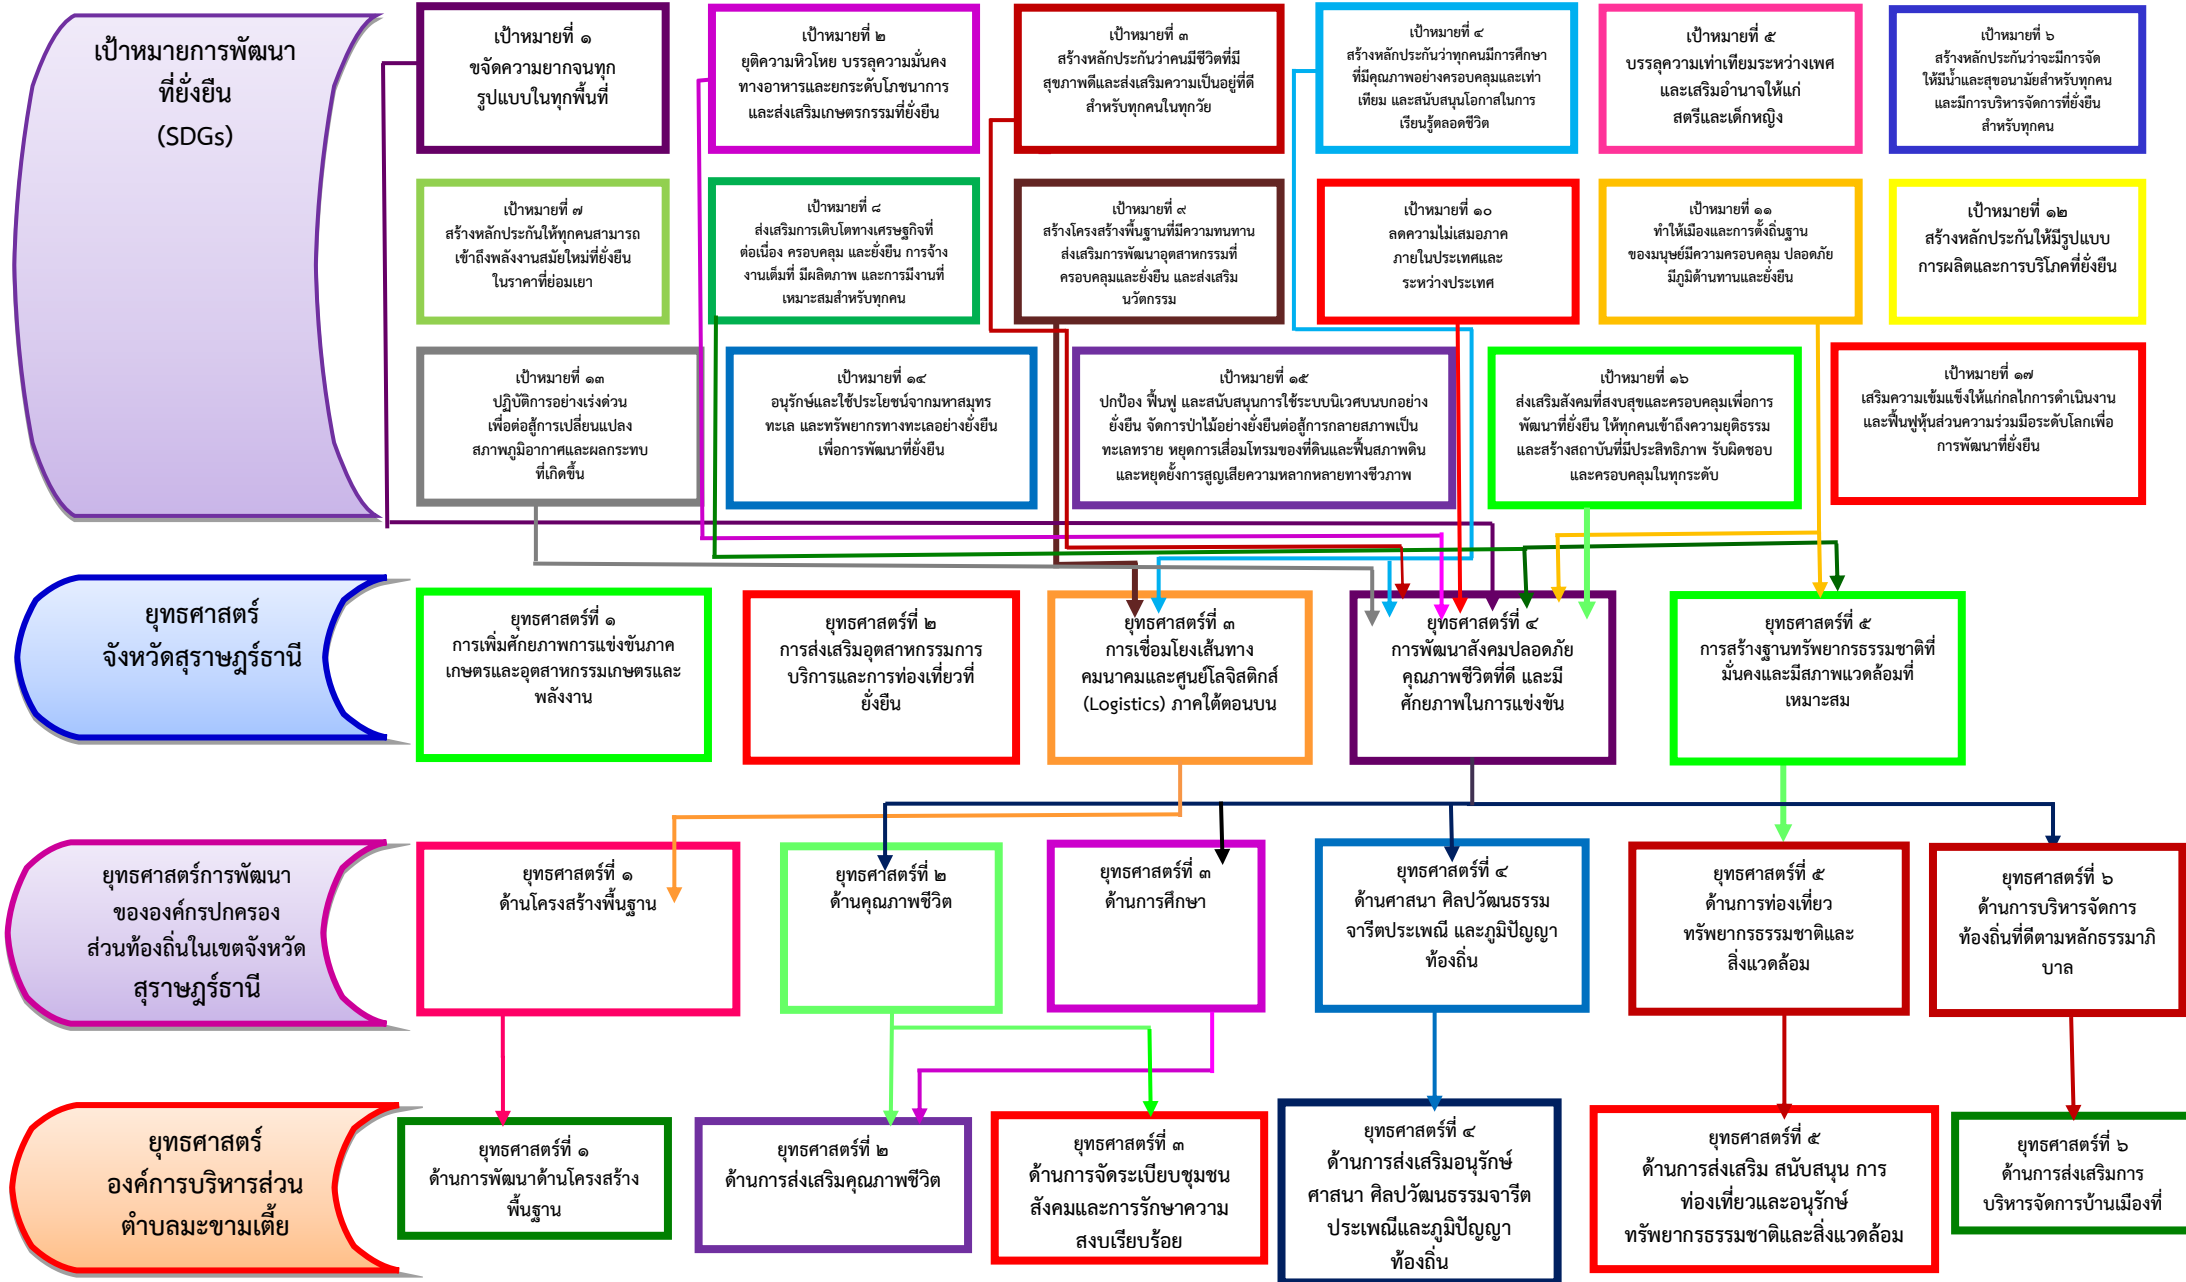 เป้าหมายการพัฒนา
ที่ยั่งยืน
(SDGs)
เป้าหมายที่ ๑
ขจัดความยากจนทุก
รูปแบบในทุกพื้นที่
เป้าหมายที่ ๒
ยุติความหิวโหย บรรลุความมั่นคง
ทางอาหารและยกระดับโภชนาการ
และส่งเสริมเกษตรกรรมที่ยั่งยืน
เป้าหมายที่ ๓
สร้างหลักประกันว่าคนมีชีวิตที่มี
สุขภาพดีและส่งเสริมความเป็นอยู่ที่ดี
สำหรับทุกคนในทุกวัย
เป้าหมายที่ ๔
สร้างหลักประกันว่าทุกคนมีการศึกษา
ที่มีคุณภาพอย่างครอบคลุมและเท่า
เทียม และสนับสนุนโอกาสในการ
เรียนรู้ตลอดชีวิต
เป้าหมายที่ ๕
บรรลุความเท่าเทียมระหว่างเพศ
และเสริมอำนาจให้แก่
สตรีและเด็กหญิง
เป้าหมายที่ ๖
สร้างหลักประกันว่าจะมีการจัด
ให้มีน้ำและสุขอนามัยสำหรับทุกคน
และมีการบริหารจัดการที่ยั่งยืน
สำหรับทุกคน
เป้าหมายที่ ๗
สร้างหลักประกันให้ทุกคนสามารถ
เข้าถึงพลังงานสมัยใหม่ที่ยั่งยืน
ในราคาที่ย่อมเยา
เป้าหมายที่ ๘
ส่งเสริมการเติบโตทางเศรษฐกิจที่
ต่อเนื่อง ครอบคลุม และยั่งยืน การจ้าง
งานเต็มที่ มีผลิตภาพ และการมีงานที่
เหมาะสมสำหรับทุกคน
เป้าหมายที่ ๙
สร้างโครงสร้างพื้นฐานที่มีความทนทาน
ส่งเสริมการพัฒนาอุตสาหกรรมที่
ครอบคลุมและยั่งยืน และส่งเสริม
นวัตกรรม
เป้าหมายที่ ๑๐
ลดความไม่เสมอภาค
ภายในประเทศและ
ระหว่างประเทศ
เป้าหมายที่ ๑๑
ทำให้เมืองและการตั้งถิ่นฐาน
ของมนุษย์มีความครอบคลุม ปลอดภัย
มีภูมิต้านทานและยั่งยืน
เป้าหมายที่ ๑๒
สร้างหลักประกันให้มีรูปแบบ
การผลิตและการบริโภคที่ยั่งยืน
เป้าหมายที่ ๑๓
ปฏิบัติการอย่างเร่งด่วน
เพื่อต่อสู้การเปลี่ยนแปลง
สภาพภูมิอากาศและผลกระทบ
ที่เกิดขึ้น
เป้าหมายที่ ๑๔
อนุรักษ์และใช้ประโยชน์จากมหาสมุทร
ทะเล และทรัพยากรทางทะเลอย่างยั่งยืน
เพื่อการพัฒนาที่ยั่งยืน
เป้าหมายที่ ๑๕
ปกป้อง ฟื้นฟู และสนับสนุนการใช้ระบบนิเวศบนบกอย่าง
ยั่งยืน จัดการป่าไม้อย่างยั่งยืนต่อสู้การกลายสภาพเป็น
ทะเลทราย หยุดการเสื่อมโทรมของที่ดินและฟื้นสภาพดิน
และหยุดยั้งการสูญเสียความหลากหลายทางชีวภาพ
เป้าหมายที่ ๑๖
ส่งเสริมสังคมที่สงบสุขและครอบคลุมเพื่อการ
พัฒนาที่ยั่งยืน ให้ทุกคนเข้าถึงความยุติธรรม
และสร้างสถาบันที่มีประสิทธิภาพ รับผิดชอบ
และครอบคลุมในทุกระดับ
เป้าหมายที่ ๑๗
เสริมความเข้มแข็งให้แก่กลไกการดำเนินงาน
และฟื้นฟูหุ้นส่วนความร่วมมือระดับโลกเพื่อ
การพัฒนาที่ยั่งยืน
ยุทธศาสตร์
จังหวัดสุราษฎร์ธานี
ยุทธศาสตร์ที่ ๑
การเพิ่มศักยภาพการแข่งขันภาค
เกษตรและอุตสาหกรรมเกษตรและ
พลังงาน
ยุทธศาสตร์ที่ ๒
การส่งเสริมอุตสาหกรรมการ
บริการและการท่องเที่ยวที่
ยั่งยืน
ยุทธศาสตร์ที่ ๓
การเชื่อมโยงเส้นทาง
คมนาคมและศูนย์โลจิสติกส์
(Logistics) ภาคใต้ตอนบน
ยุทธศาสตร์ที่ ๔
การพัฒนาสังคมปลอดภัย
คุณภาพชีวิตที่ดี และมี
ศักยภาพในการแข่งขัน
ยุทธศาสตร์ที่ ๕
การสร้างฐานทรัพยากรธรรมชาติที่
มั่นคงและมีสภาพแวดล้อมที่
เหมาะสม
ยุทธศาสตร์การพัฒนา
ขององค์กรปกครอง
ส่วนท้องถิ่นในเขตจังหวัด
สุราษฎร์ธานี
ยุทธศาสตร์ที่ ๑
ด้านโครงสร้างพื้นฐาน
ยุทธศาสตร์ที่ ๒
ด้านคุณภาพชีวิต
ยุทธศาสตร์ที่ ๓
ด้านการศึกษา
ยุทธศาสตร์ที่ ๔
ด้านศาสนา ศิลปวัฒนธรรม
จารีตประเพณี และภูมิปัญญา
ท้องถิ่น
ยุทธศาสตร์ที่ ๕
ด้านการท่องเที่ยว
ทรัพยากรธรรมชาติและ
สิ่งแวดล้อม
ยุทธศาสตร์ที่ ๖
ด้านการบริหารจัดการ
ท้องถิ่นที่ดีตามหลักธรรมาภิ
บาล
ยุทธศาสตร์
องค์การบริหารส่วน
ตำบลมะขามเตี้ย
ยุทธศาสตร์ที่ ๑
ด้านการพัฒนาด้านโครงสร้าง
พื้นฐาน
ยุทธศาสตร์ที่ ๒
ด้านการส่งเสริมคุณภาพชีวิต
ยุทธศาสตร์ที่ ๓
ด้านการจัดระเบียบชุมชน
สังคมและการรักษาความ
สงบเรียบร้อย
ยุทธศาสตร์ที่ ๔
ด้านการส่งเสริมอนุรักษ์
ศาสนา ศิลปวัฒนธรรมจารีต
ประเพณีและภูมิปัญญา
ท้องถิ่น
ยุทธศาสตร์ที่ ๕
ด้านการส่งเสริม สนับสนุน การ
ท่องเที่ยวและอนุรักษ์
ทรัพยากรธรรมชาติและสิ่งแวดล้อม
ยุทธศาสตร์ที่ ๖
ด้านการส่งเสริมการ
บริหารจัดการบ้านเมืองที่